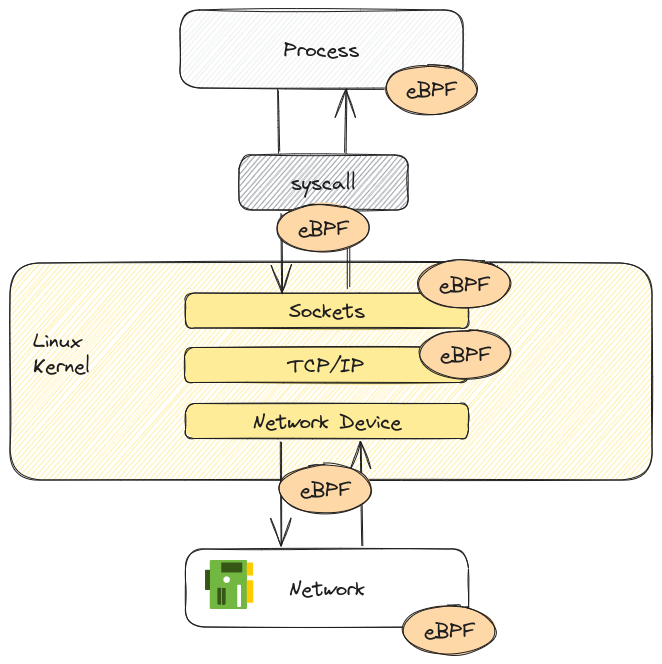 Process
eBPF
syscall
eBPF
eBPF
Sockets
Linux
Kernel
eBPF
TCP/IP
Network Device
eBPF
Network
eBPF